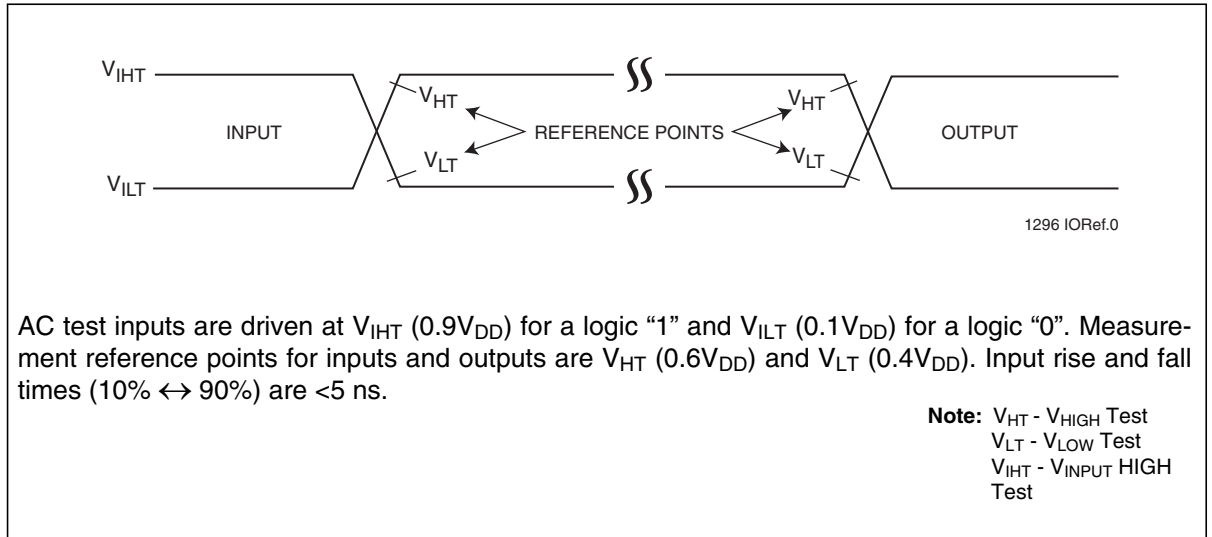 VIHT
VHT
VHT
INPUT
REFERENCE POINTS
OUTPUT
VLT
VLT
VILT
1296 IORef.0
AC test inputs are driven at VIHT (0.9VDD) for a logic “1” and VILT (0.1VDD) for a logic “0”. Measure-
ment reference points for inputs and outputs are VHT (0.6VDD) and VLT (0.4VDD). Input rise and fall
times (10% ↔ 90%) are <5 ns.
Note: VHT - VHIGH Test
VLT - VLOW Test
VIHT - VINPUT HIGH
Test